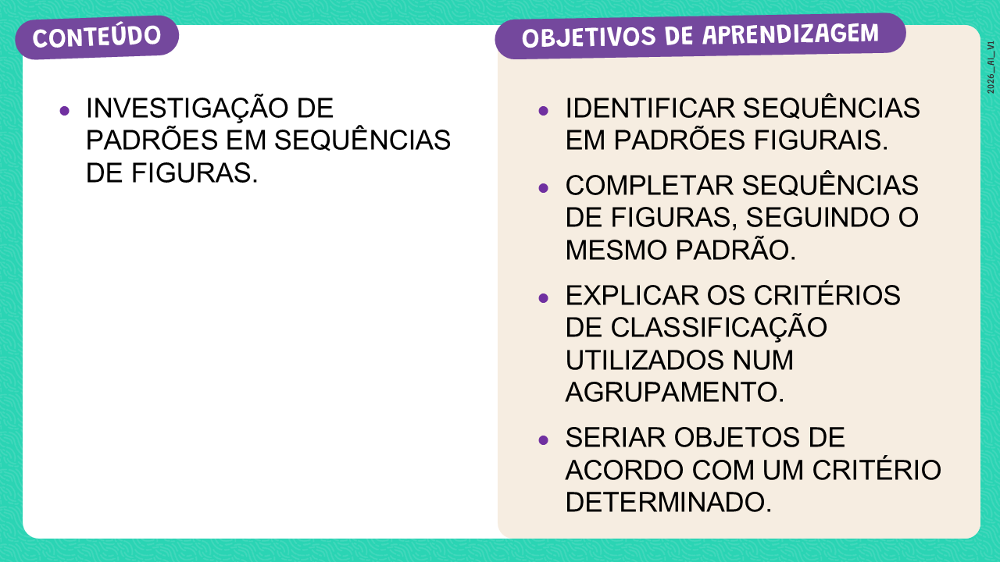 CONTEÚDO
• INVESTIGAÇÃO DE
PADRÕES EM SEQUÊNCIAS
DE FIGURAS.
OBJETIVOS DE APRENDIZAGEM
• IDENTIFICAR SEQUÊNCIAS
EM PADRÕES FIGURAIS.
• COMPLETAR SEQUÊNCIAS
DE FIGURAS, SEGUINDO O
MESMO PADRÃO.
• EXPLICAR OS CRITÉRIOS
DE CLASSIFICAÇÃO
UTILIZADOS NUM
AGRUPAMENTO.
• SERIAR OBJETOS DE
ACORDO COM UM CRITÉRIO
DETERMINADO.
2026_AI_V1